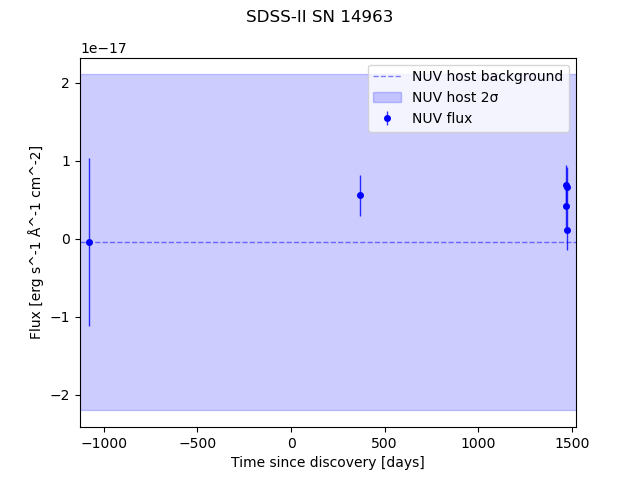 SDSS-II SN 14963
1e−17
NUV host background
NUV host 2σ
NUV flux
2
1
0
−1
−2
Flux [erg s^-1 Å^-1 cm^-2]
−1000
−500
0
500
1000
1500
Time since discovery [days]